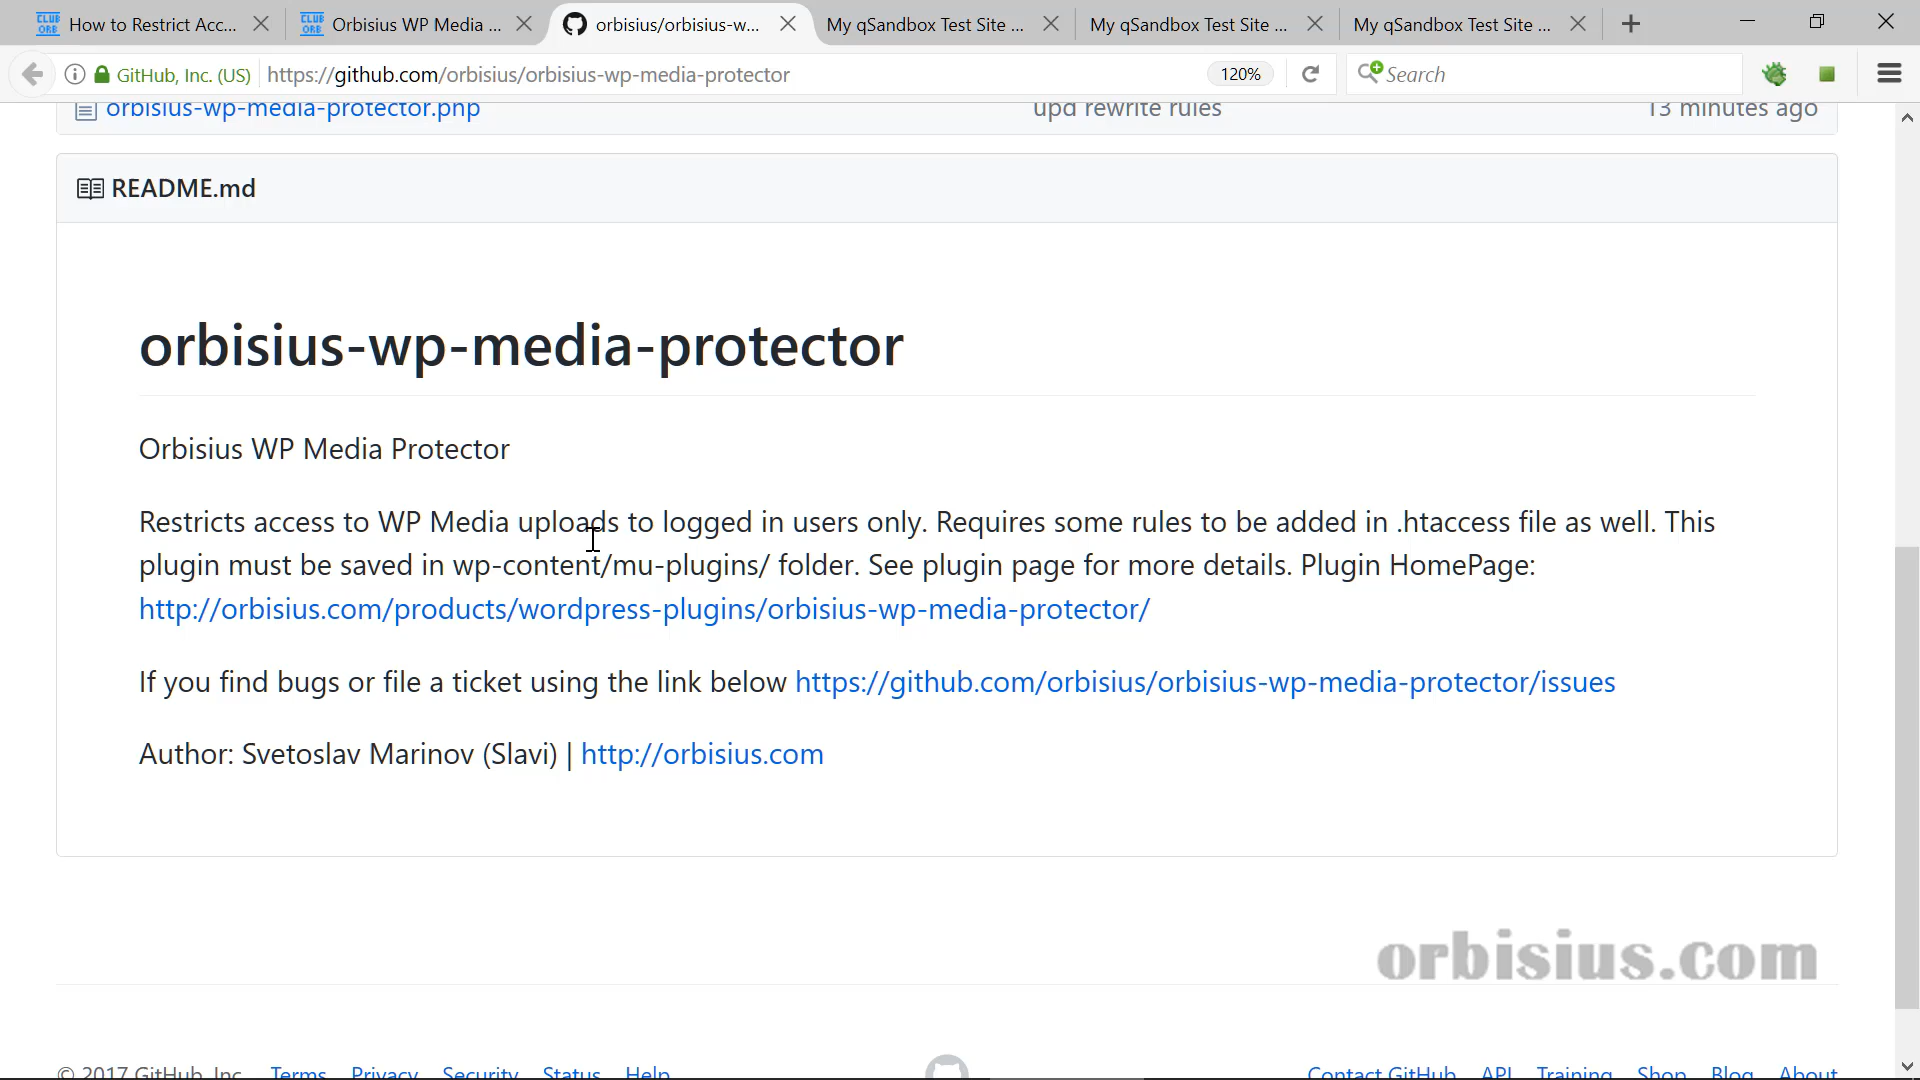 How to Restrict Acc...
Orbisius WP Media ...
orbisius/orbisius-w...
My qSandbox Test Site ...
My qSandbox Test Site ...
My qSandbox Test Site ...
GitHub, Inc. (US)
https://github.com/orbisius/orbisius-wp-media-protector
120%
Search
orbisius-wp-media-protector.php
upd rewrite rules
13 minutes ago
README.md
orbisius-wp-media-protector
Orbisius WP Media Protector
Restricts access to WP Media uploads to logged in users only. Requires some rules to be added in .htaccess file as well. This
plugin must be saved in wp-content/mu-plugins/ folder. See plugin page for more details. Plugin HomePage:
http://orbisius.com/products/wordpress-plugins/orbisius-wp-media-protector/
If you find bugs or file a ticket using the link below https://github.com/orbisius/orbisius-wp-media-protector/issues
Author: Svetoslav Marinov (Slavi) | http://orbisius.com
orbisius.com
© 2017 GitHub, Inc.
Terms
Privacy
Security
Status
Help
Contact GitHub
API
Training
Shop
Blog
About
CLUB
ORB
CLUB
ORB